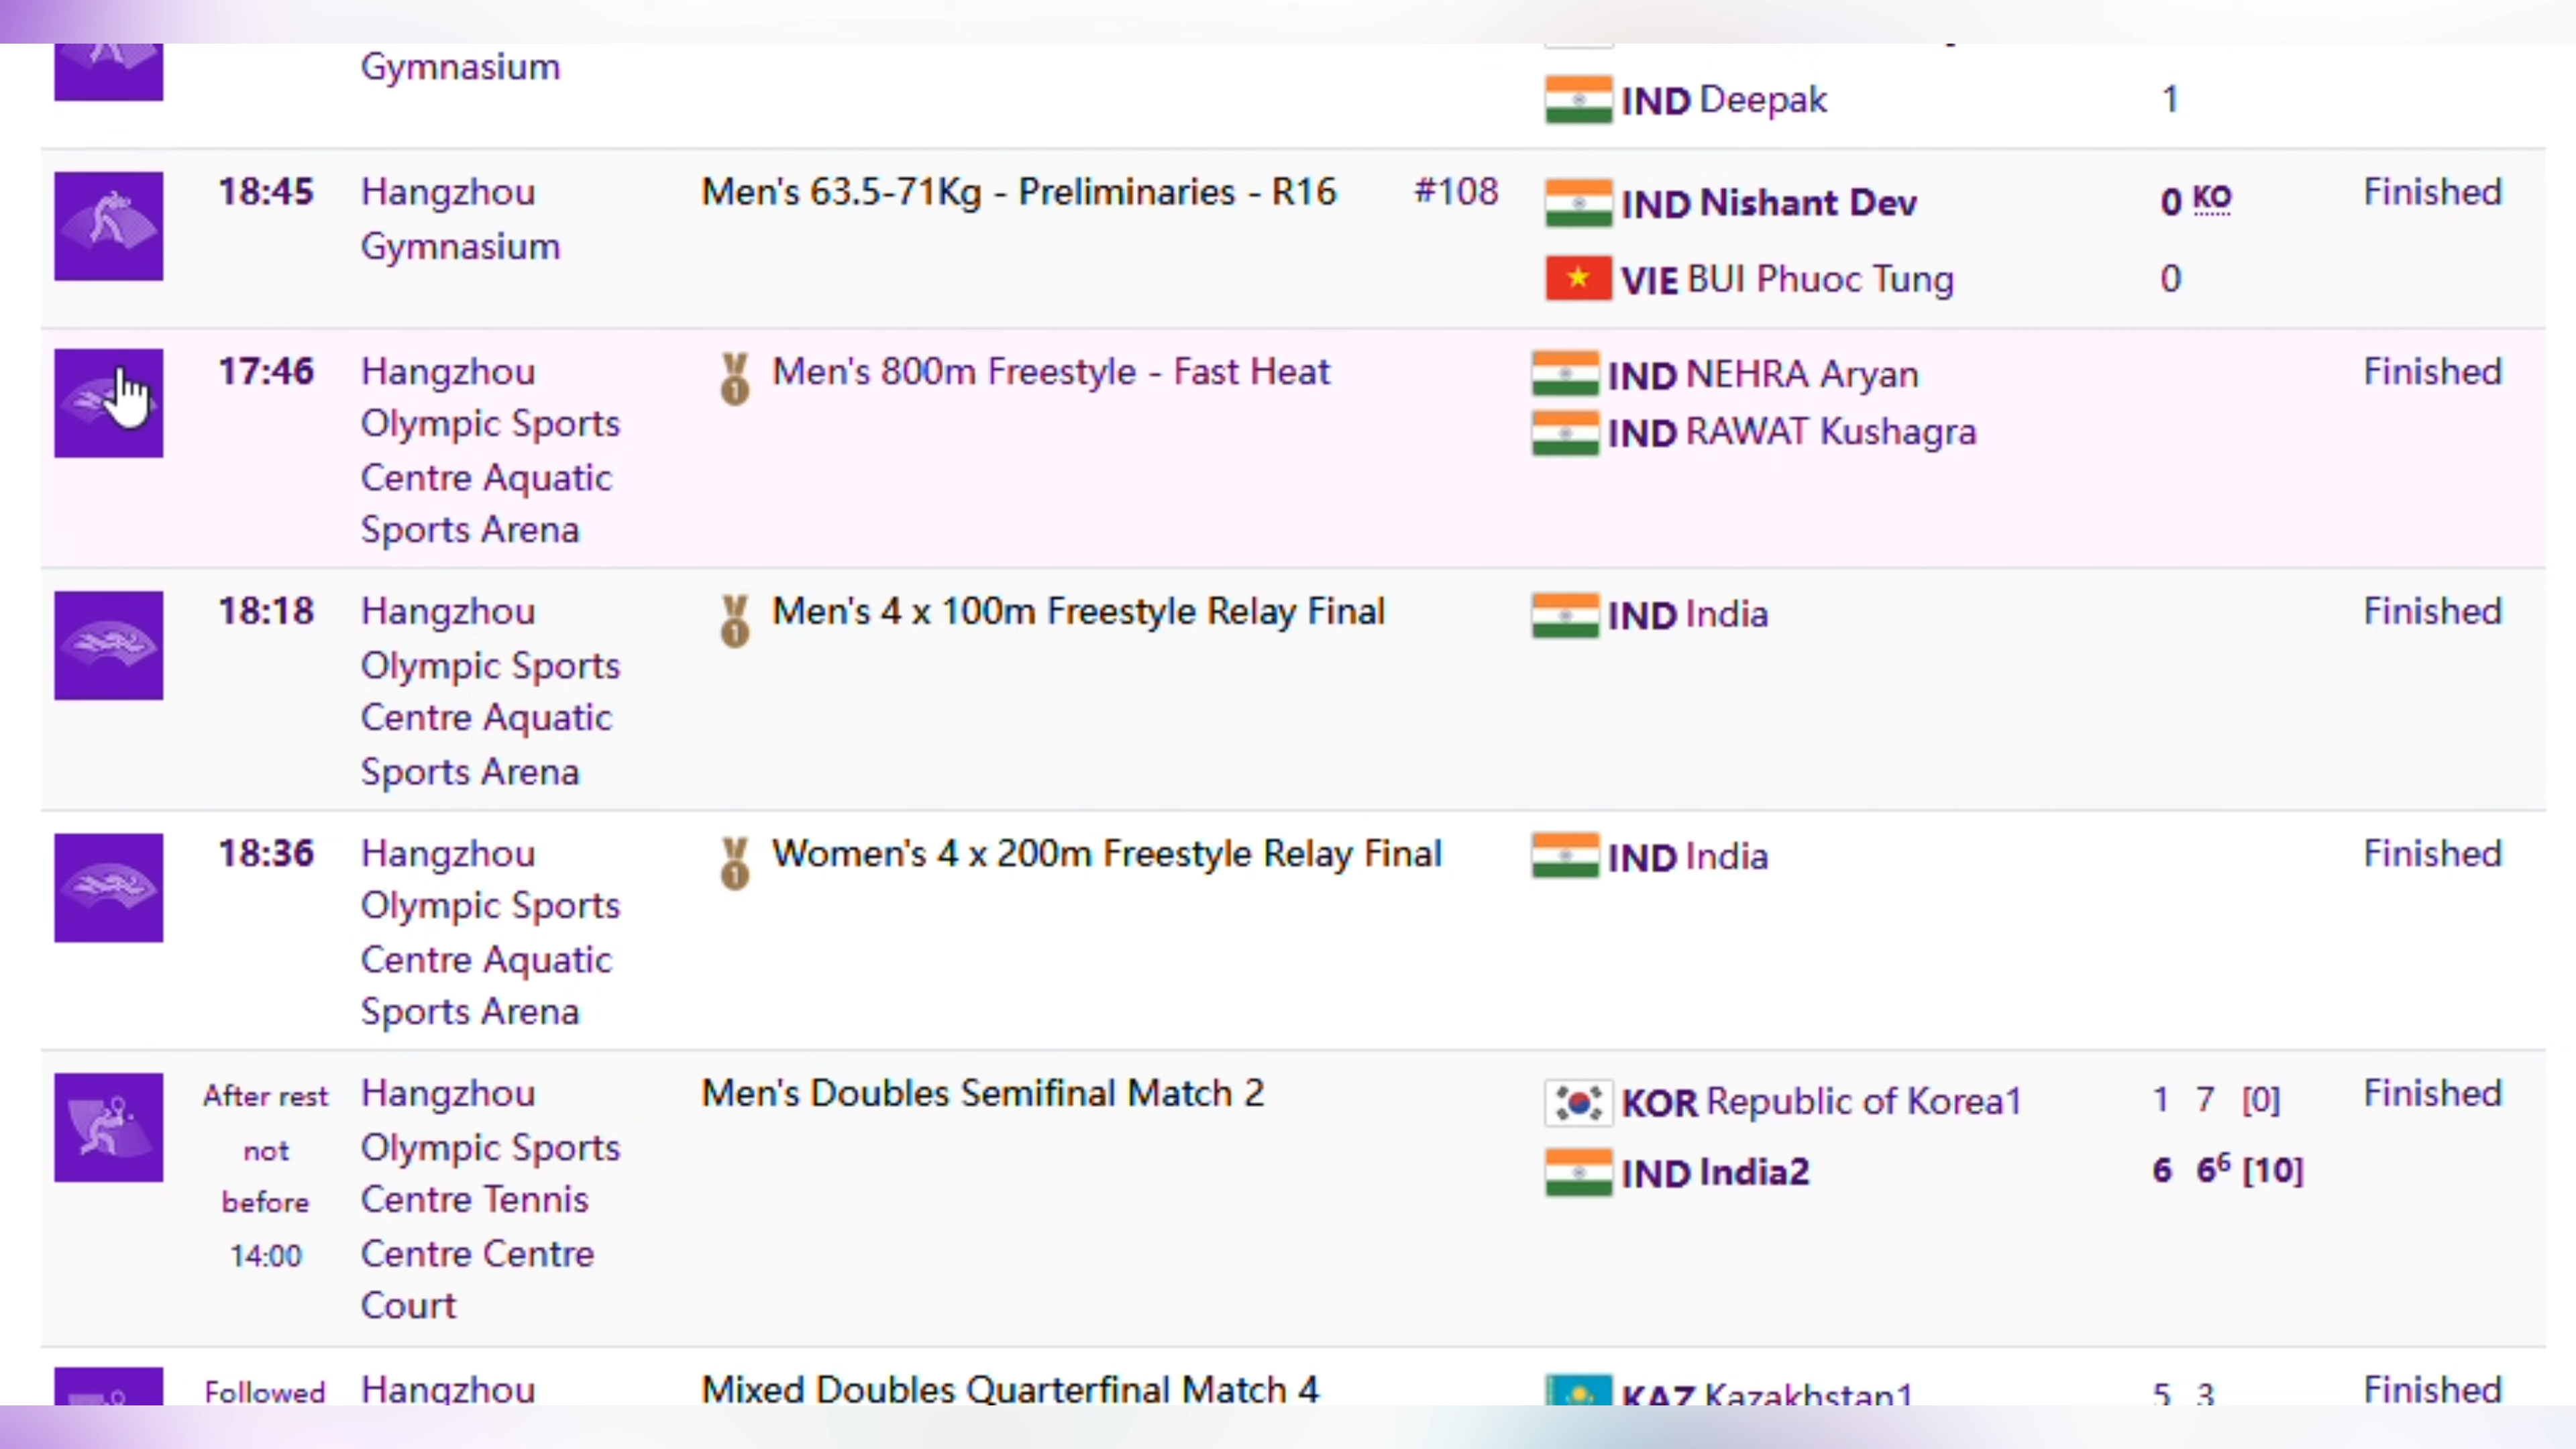 Gymnasium
IND Deepak 1
18:45 Hangzhou Men's 63.5-71Kg - Preliminaries - R16 #108 IND Nishant Dev 0 KO Finished
Gymnasium
VIE BUI Phuoc Tung 0
17:46 Hangzhou 1 Men's 800m Freestyle - Fast Heat IND NEHRA Aryan Finished
Olympic Sports IND RAWAT Kushagra
Centre Aquatic
Sports Arena
18:18 Hangzhou 1 Men's 4 x 100m Freestyle Relay Final IND India Finished
Olympic Sports
Centre Aquatic
Sports Arena
18:36 Hangzhou 1 Women's 4 x 200m Freestyle Relay Final IND India Finished
Olympic Sports
Centre Aquatic
Sports Arena
After rest Hangzhou Men's Doubles Semifinal Match 2 KOR Republic of Korea1 1 7 [0] Finished
not Olympic Sports IND India2 6 6⁶ [10]
before Centre Tennis
14:00 Centre Centre
Court
Followed Hangzhou Mixed Doubles Quarterfinal Match 4 KAZ Kazakhstan1 5 3 Finished